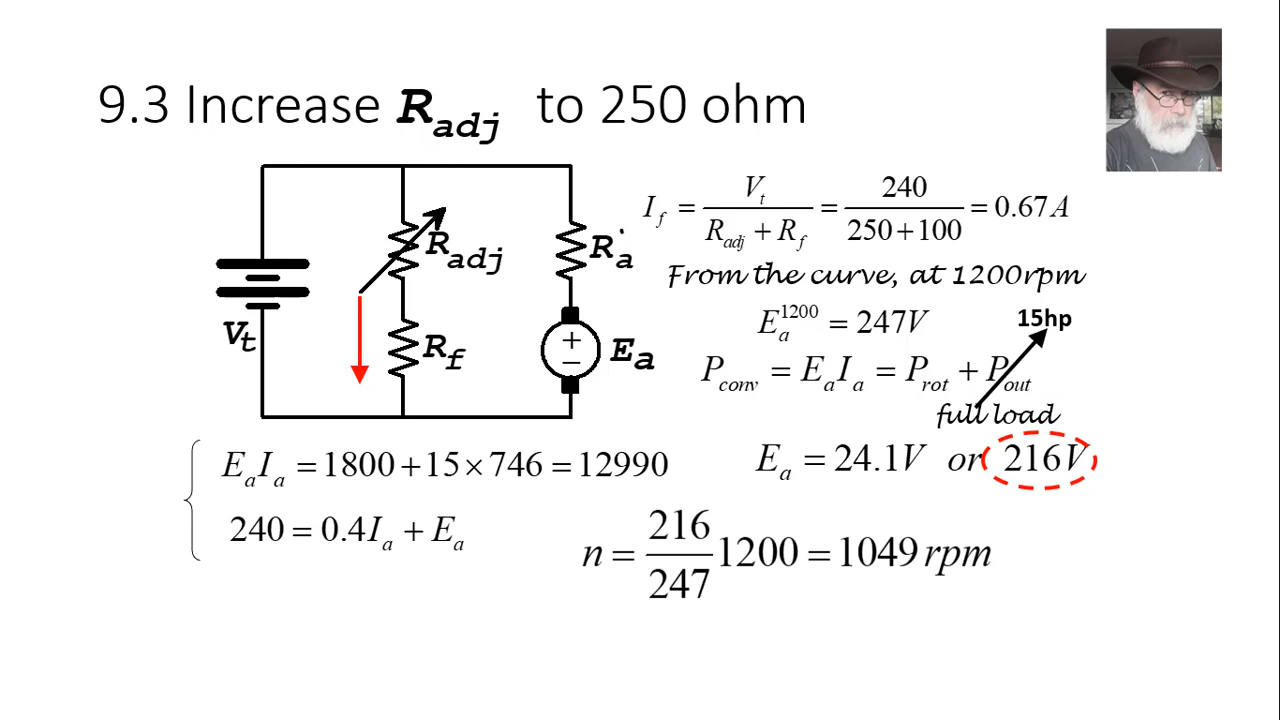 9.3 Increase R_adj to 250 ohm
V_t
R_adj
R_f
R_a
+
−
E_a
I_f = V_t / (R_adj + R_f) = 240 / (250+100) = 0.67A
From the curve, at 1200rpm
E_a^1200 = 247V
15hp
P_conv = E_a I_a = P_rot + P_out
full load
E_a I_a = 1800+15×746 = 12990
240 = 0.4I_a + E_a
E_a = 24.1V or 216V
n = 216/247 1200 = 1049 rpm